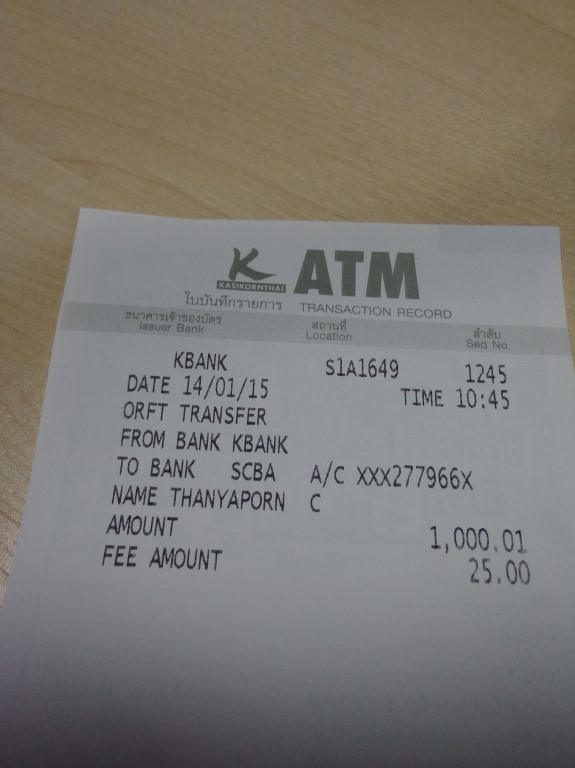 K ATM
KASIKORNTHAI
ใบบันทึกรายการ TRANSACTION RECORD
ธนาคารเจ้าของบัตร สถานที่ ลำดับ
Issuer Bank Location Seq No.
KBANK S1A1649 1245
DATE 14/01/15 TIME 10:45
ORFT TRANSFER
FROM BANK KBANK
TO BANK SCBA A/C XXX277966X
NAME THANYAPORN C
AMOUNT 1,000.01
FEE AMOUNT 25.00